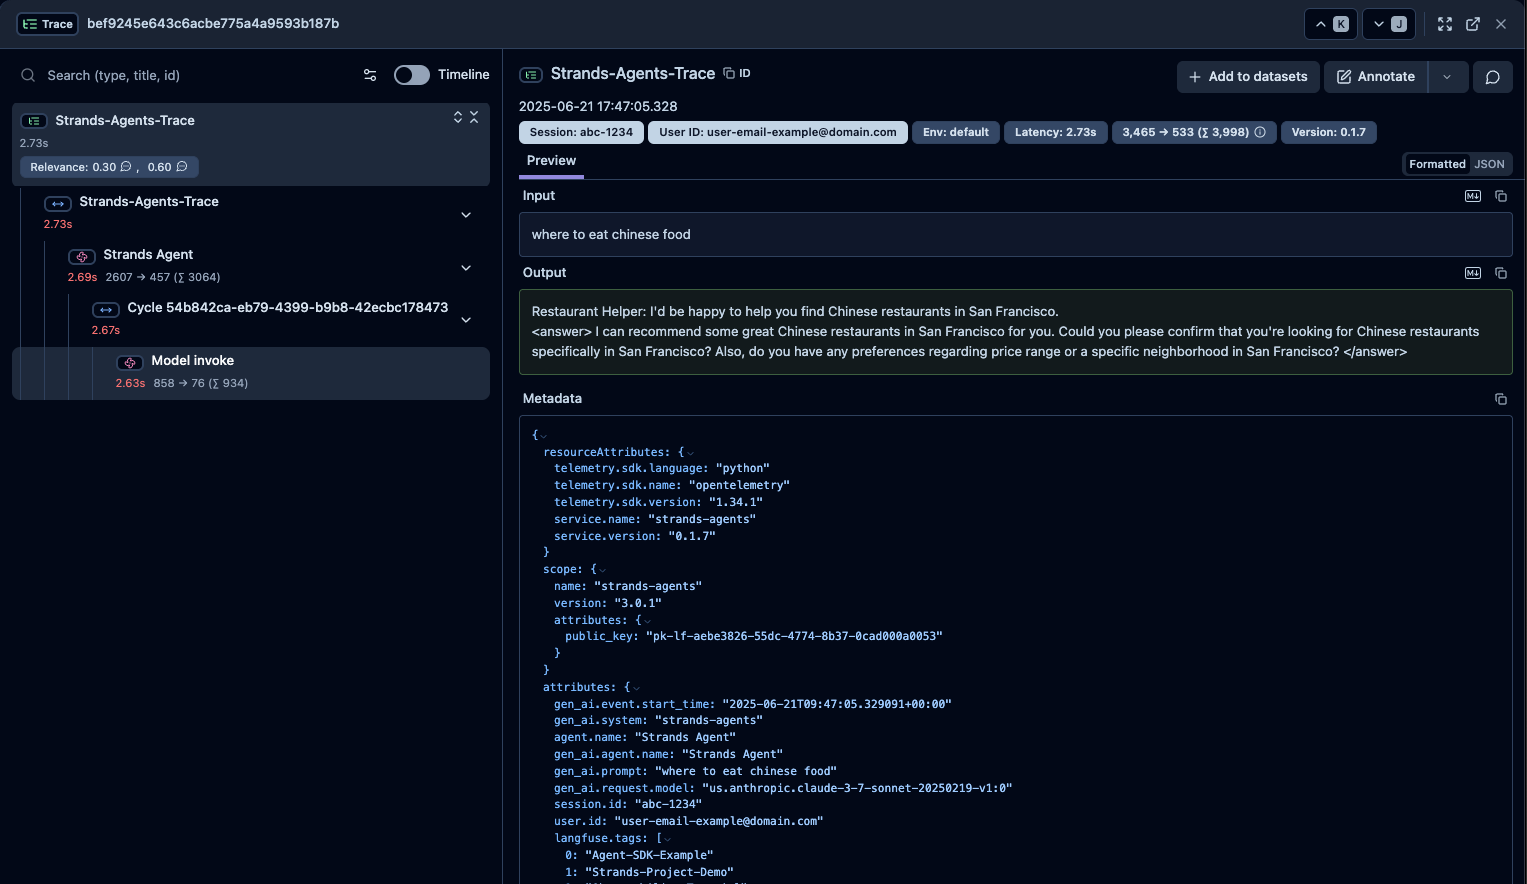 Trace bef9245e643c6acbe775a4a9593b187b K J
Search (type, title, id) Timeline
Strands-Agents-Trace
2.73s
Relevance: 0.30 , 0.60
Strands-Agents-Trace
2.73s
Strands Agent
2.69s 2607 → 457 (∑ 3064)
Cycle 54b842ca-eb79-4399-b9b8-42ecbc178473
2.67s
Model invoke
2.63s 858 → 76 (∑ 934)
Strands-Agents-Trace ID
Add to datasets Annotate
2025-06-21 17:47:05.328
Session: abc-1234 User ID: user-email-example@domain.com Env: default Latency: 2.73s 3,465 → 533 (∑ 3,998) Version: 0.1.7
Preview Formatted JSON
Input
where to eat chinese food
Output
Restaurant Helper: I'd be happy to help you find Chinese restaurants in San Francisco.
<answer> I can recommend some great Chinese restaurants in San Francisco for you. Could you please confirm that you're looking for Chinese restaurants
specifically in San Francisco? Also, do you have any preferences regarding price range or a specific neighborhood in San Francisco? </answer>
Metadata
{
resourceAttributes: {
telemetry.sdk.language: "python"
telemetry.sdk.name: "opentelemetry"
telemetry.sdk.version: "1.34.1"
service.name: "strands-agents"
service.version: "0.1.7"
}
scope: {
name: "strands-agents"
version: "3.0.1"
attributes: {
public_key: "pk-lf-aebe3826-55dc-4774-8b37-0cad000a0053"
}
}
attributes: {
gen_ai.event.start_time: "2025-06-21T09:47:05.329091+00:00"
gen_ai.system: "strands-agents"
agent.name: "Strands Agent"
gen_ai.agent.name: "Strands Agent"
gen_ai.prompt: "where to eat chinese food"
gen_ai.request.model: "us.anthropic.claude-3-7-sonnet-20250219-v1:0"
session.id: "abc-1234"
user.id: "user-email-example@domain.com"
langfuse.tags: [
0: "Agent-SDK-Example"
1: "Strands-Project-Demo"